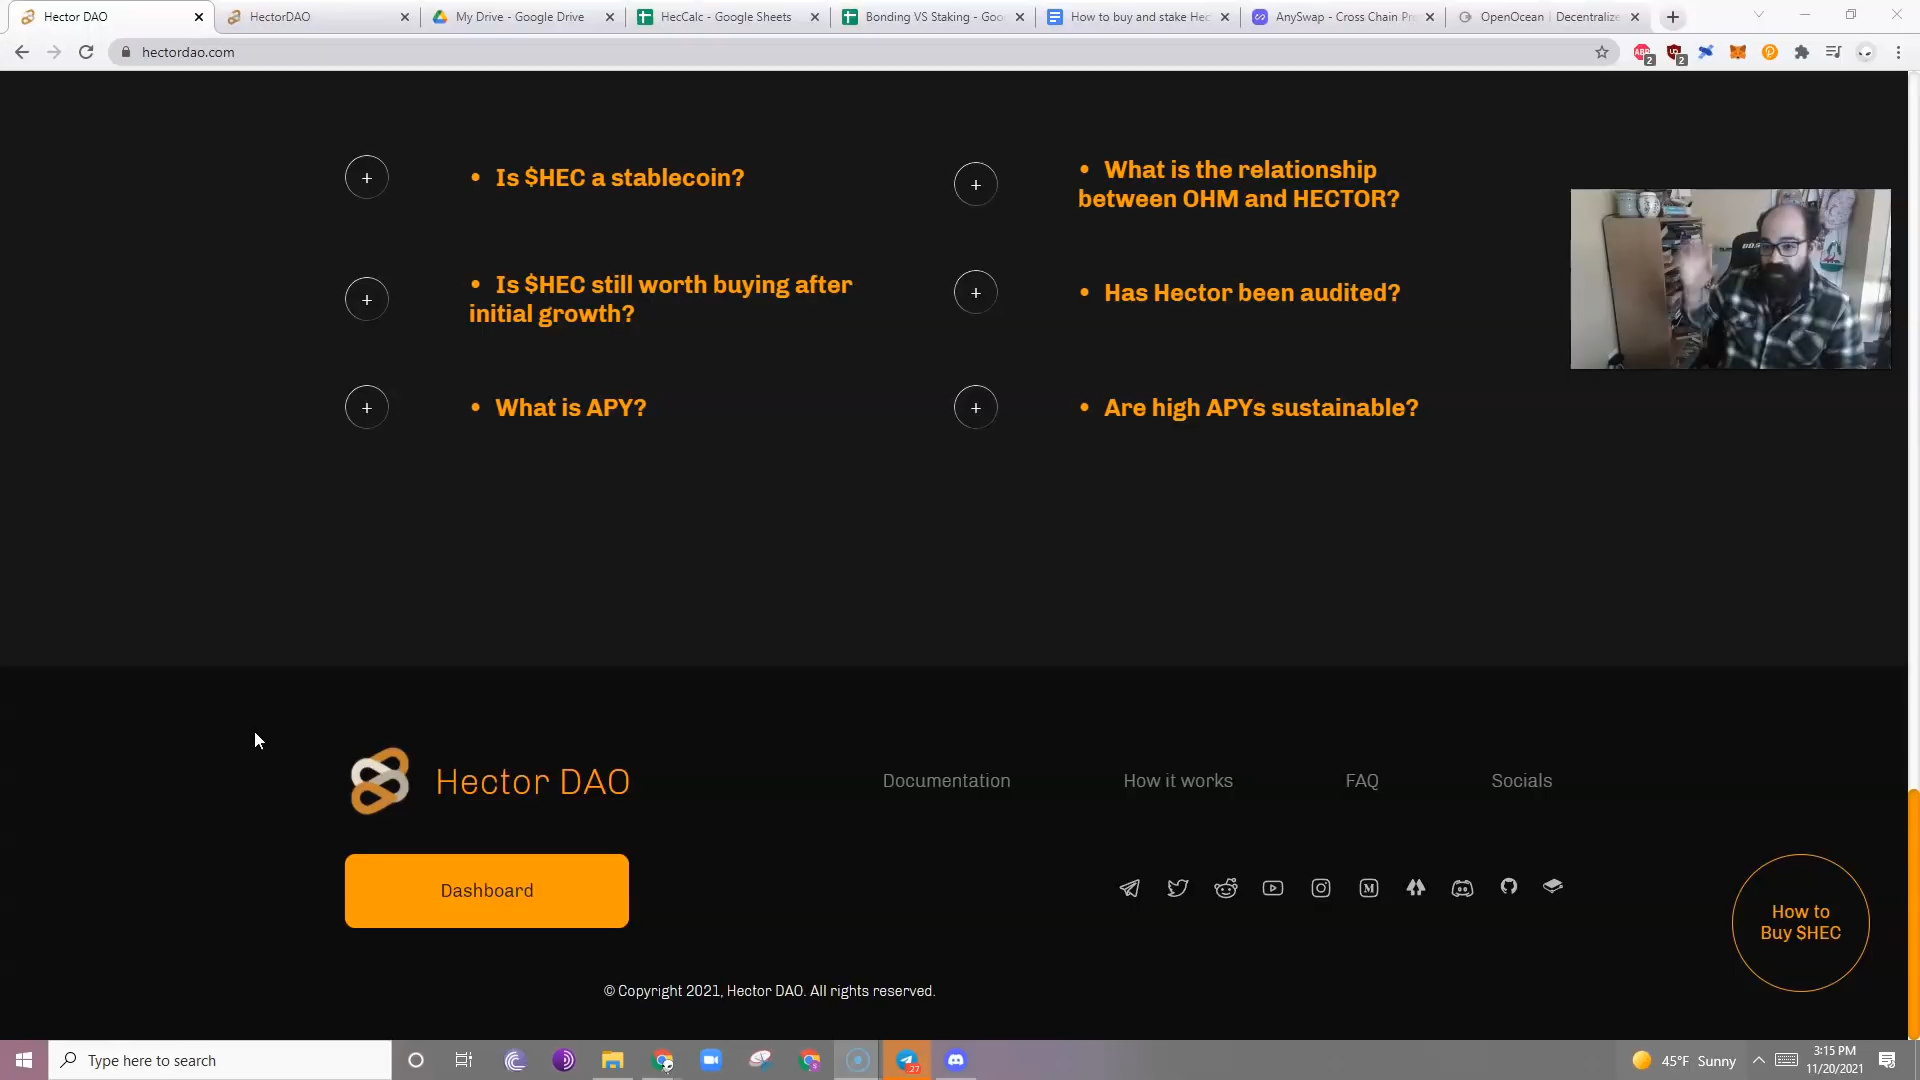 Hector DAO
HectorDAO
My Drive - Google Drive
HecCalc - Google Sheets
Bonding VS Staking - Goo
How to buy and stake Hec
AnySwap - Cross Chain Pr
OpenOcean | Decentralize
hectordao.com
ABP
2
2
• Is $HEC a stablecoin?
• What is the relationship
between OHM and HECTOR?
• Is $HEC still worth buying after
initial growth?
• Has Hector been audited?
• What is APY?
• Are high APYs sustainable?
Hector DAO
Documentation
How it works
FAQ
Socials
Dashboard
How to
Buy $HEC
© Copyright 2021, Hector DAO. All rights reserved.
Type here to search
27
45°F Sunny
3:15 PM
11/20/2021